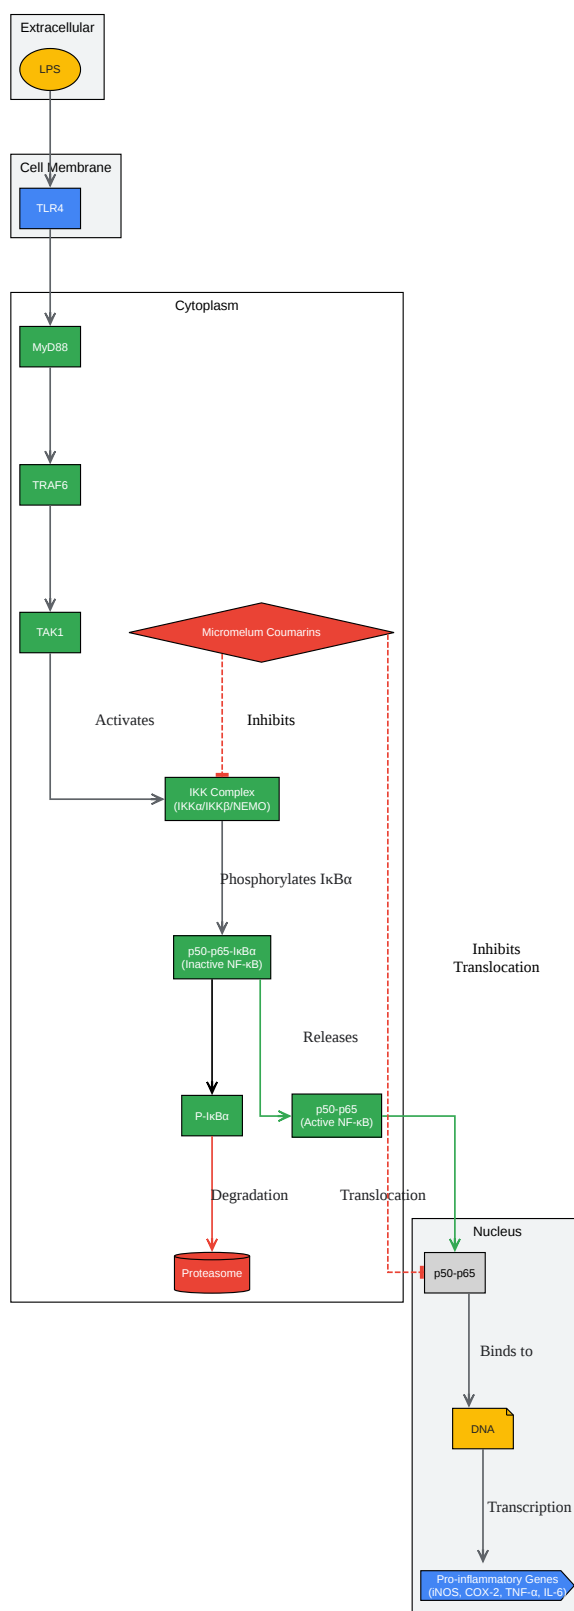 Extracellular
LPS
Cell Membrane
TLR4
Cytoplasm
MyD88
TRAF6
TAK1
Micromelum Coumarins
Activates
Inhibits
IKK Complex
(IKKα/IKKβ/NEMO)
Phosphorylates IκBα
p50-p65-IκBα
(Inactive NF-κB)
Inhibits
Translocation
Releases
P-IκBα
p50-p65
(Active NF-κB)
Degradation
Translocation
Nucleus
Proteasome
p50-p65
Binds to
DNA
Transcription
Pro-inflammatory Genes
(iNOS, COX-2, TNF-α, IL-6)